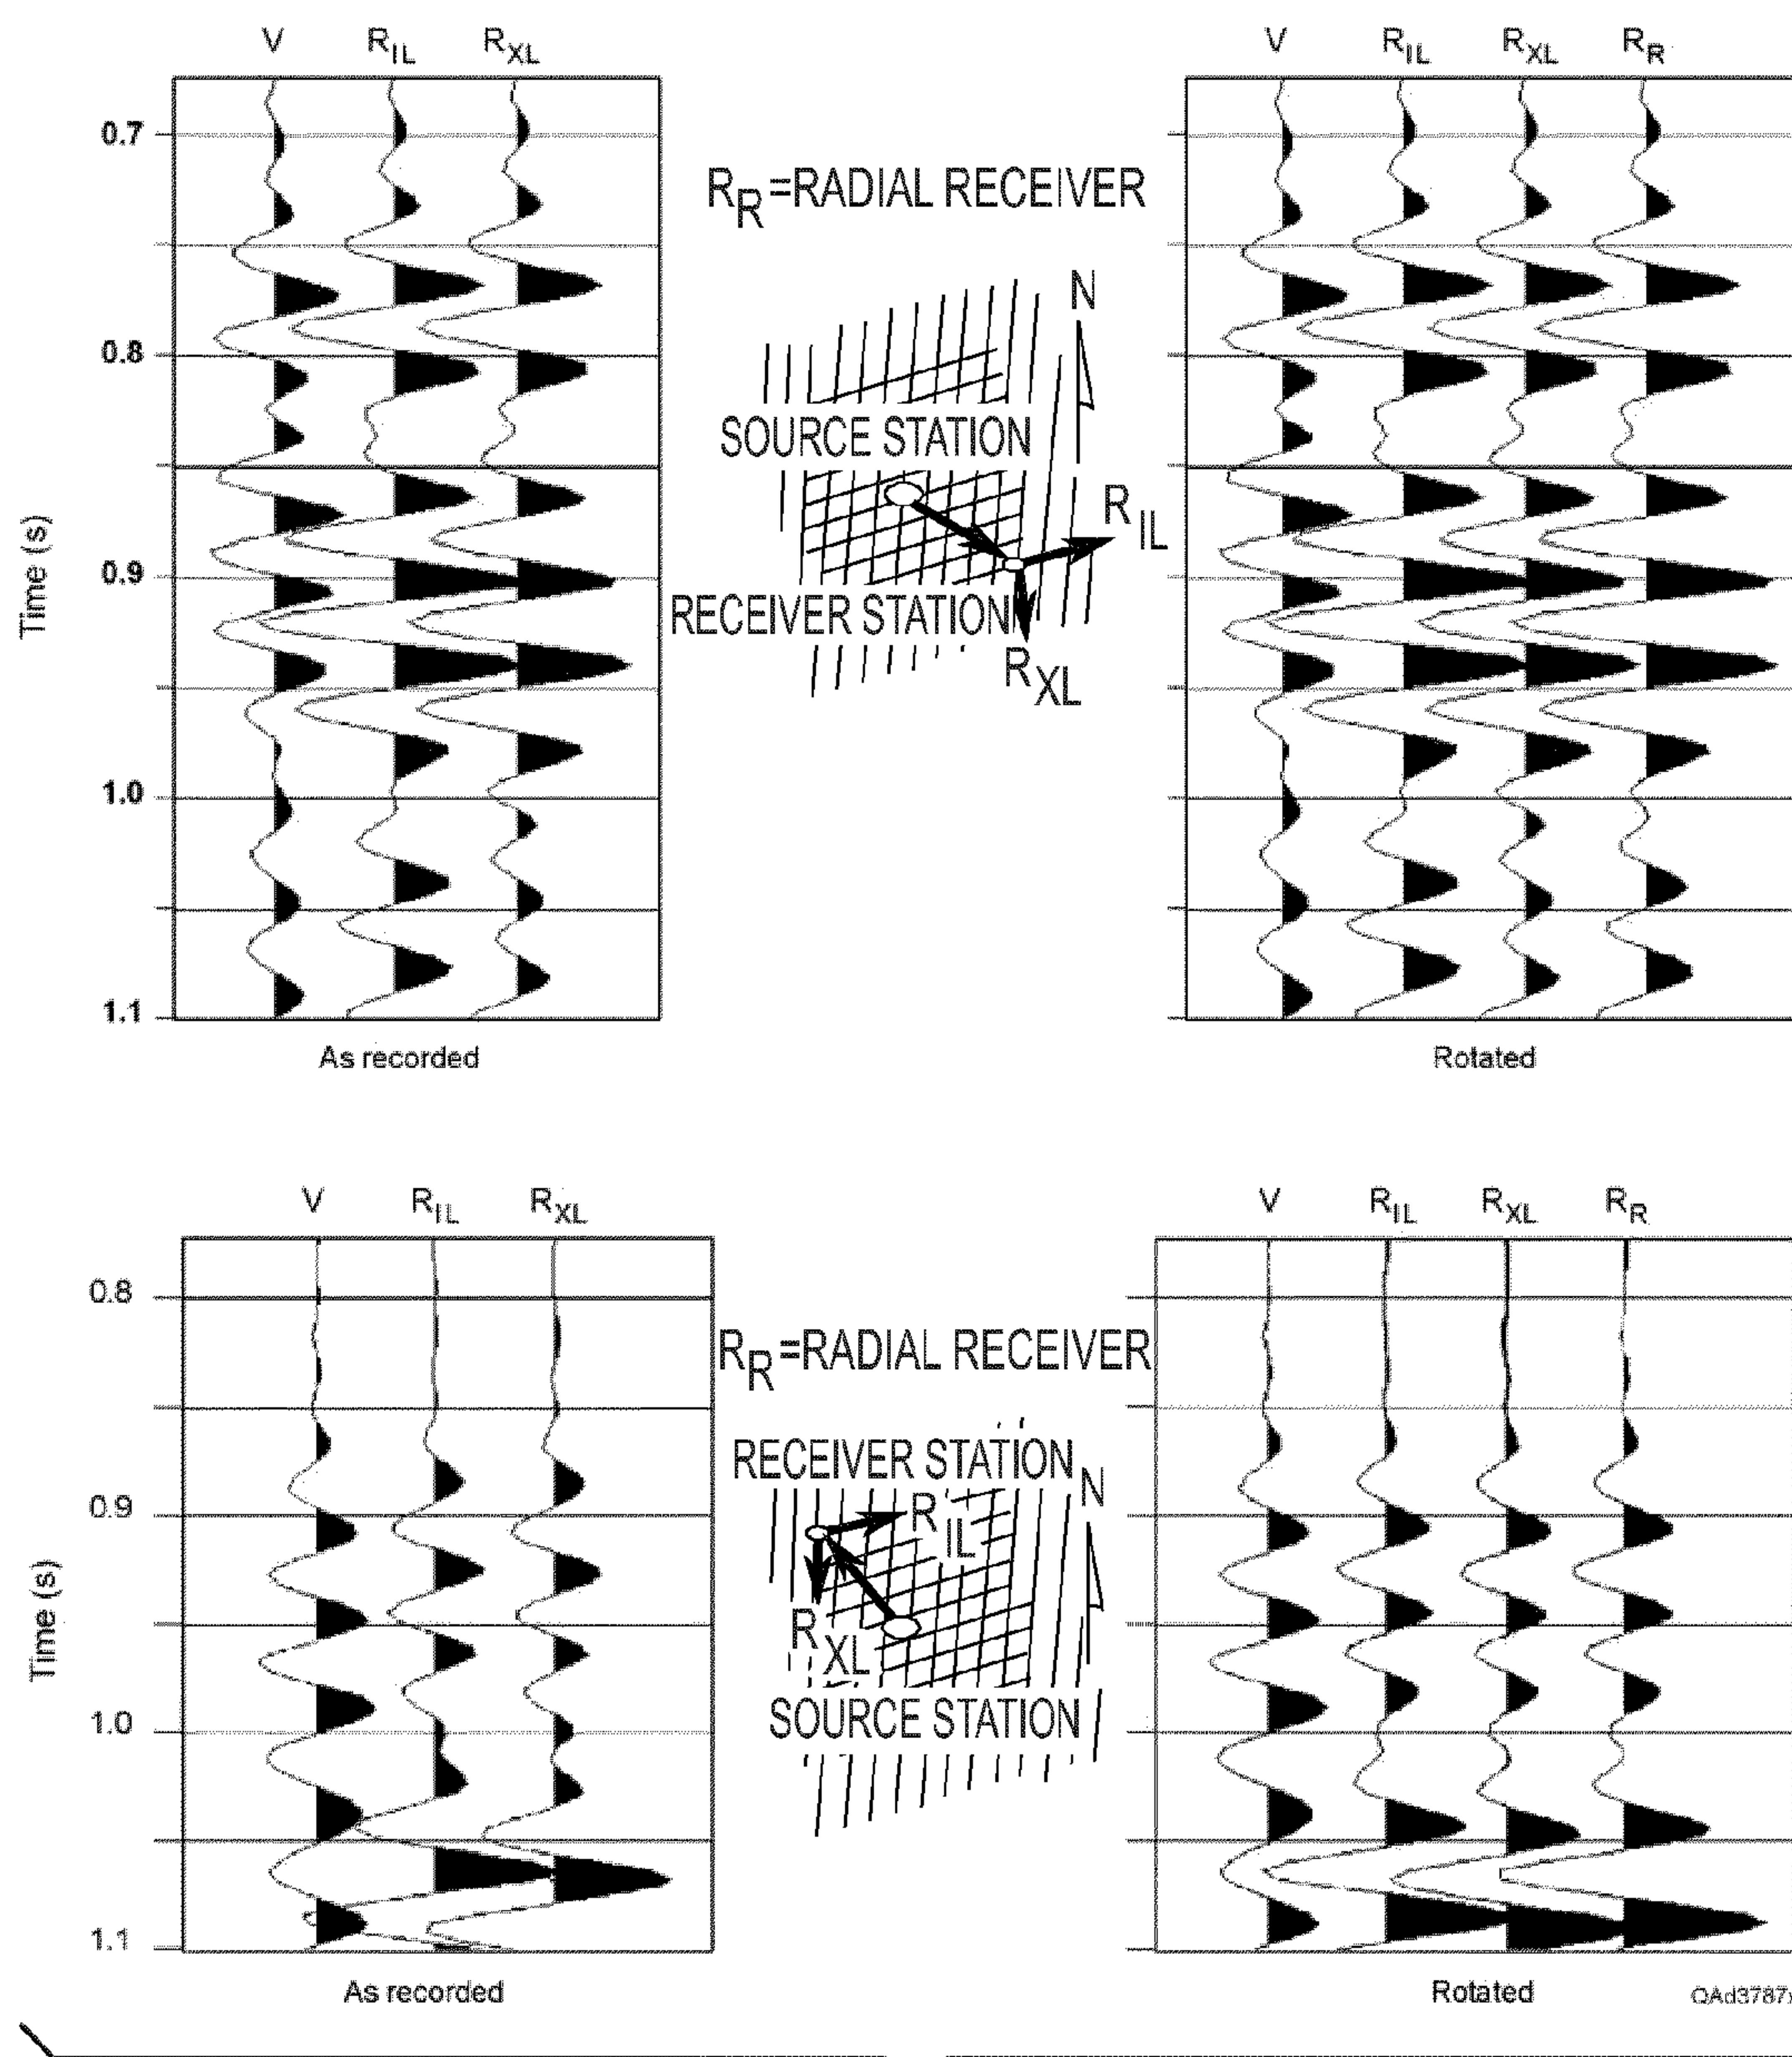 V R_IL R_XL
V R_IL R_XL R_R
0.7
0.8
0.9
1.0
1.1
Time (s)
R_R=RADIAL RECEIVER
N
SOURCE STATION
R_IL
RECEIVER STATION
R_XL
As recorded
Rotated
V R_IL R_XL
V R_IL R_XL R_R
0.8
0.9
1.0
1.1
Time (s)
R_R=RADIAL RECEIVER
RECEIVER STATION
N
R_IL
R_XL
SOURCE STATION
As recorded
Rotated